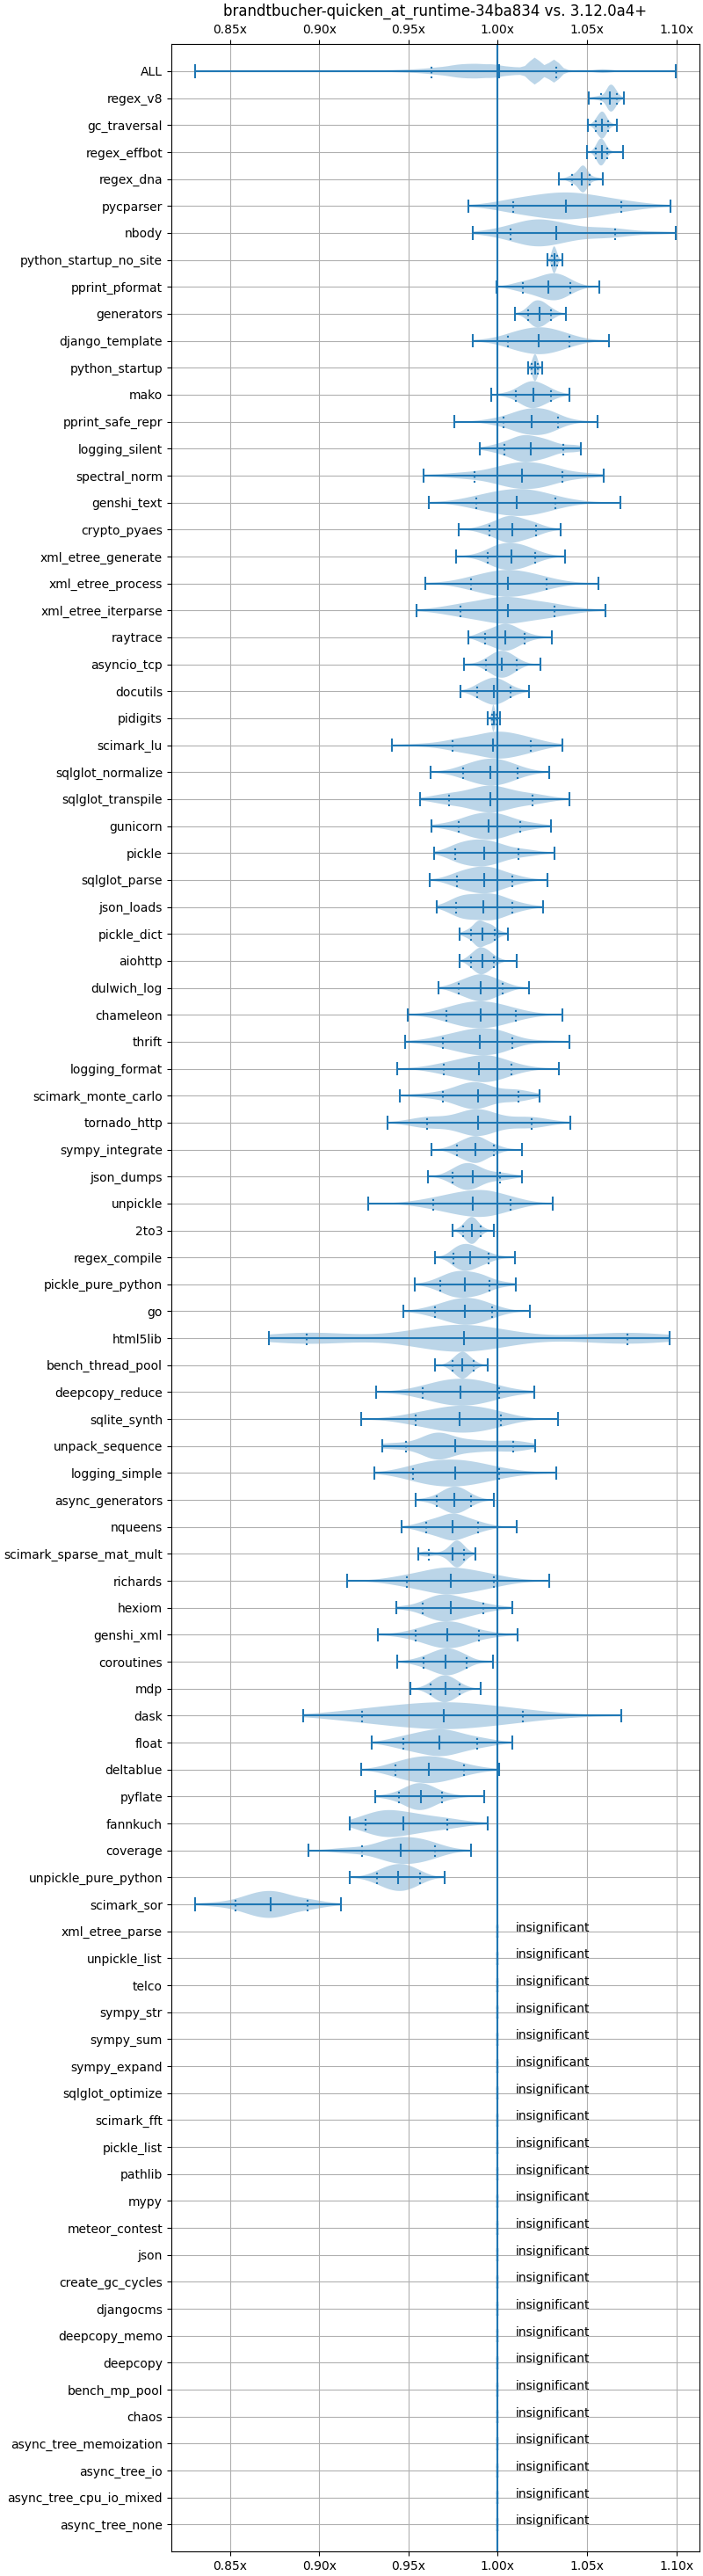 brandtbucher-quicken_at_runtime-34ba834 vs. 3.12.0a4+
0.85x 0.90x 0.95x 1.00x 1.05x 1.10x
ALL
regex_v8
gc_traversal
regex_effbot
regex_dna
pycparser
nbody
python_startup_no_site
pprint_pformat
generators
django_template
python_startup
mako
pprint_safe_repr
logging_silent
spectral_norm
genshi_text
crypto_pyaes
xml_etree_generate
xml_etree_process
xml_etree_iterparse
raytrace
asyncio_tcp
docutils
pidigits
scimark_lu
sqlglot_normalize
sqlglot_transpile
gunicorn
pickle
sqlglot_parse
json_loads
pickle_dict
aiohttp
dulwich_log
chameleon
thrift
logging_format
scimark_monte_carlo
tornado_http
sympy_integrate
json_dumps
unpickle
2to3
regex_compile
pickle_pure_python
go
html5lib
bench_thread_pool
deepcopy_reduce
sqlite_synth
unpack_sequence
logging_simple
async_generators
nqueens
scimark_sparse_mat_mult
richards
hexiom
genshi_xml
coroutines
mdp
dask
float
deltablue
pyflate
fannkuch
coverage
unpickle_pure_python
scimark_sor
xml_etree_parse insignificant
unpickle_list insignificant
telco insignificant
sympy_str insignificant
sympy_sum insignificant
sympy_expand insignificant
sqlglot_optimize insignificant
scimark_fft insignificant
pickle_list insignificant
pathlib insignificant
mypy insignificant
meteor_contest insignificant
json insignificant
create_gc_cycles insignificant
djangocms insignificant
deepcopy_memo insignificant
deepcopy insignificant
bench_mp_pool insignificant
chaos insignificant
async_tree_memoization insignificant
async_tree_io insignificant
async_tree_cpu_io_mixed insignificant
async_tree_none insignificant
0.85x 0.90x 0.95x 1.00x 1.05x 1.10x